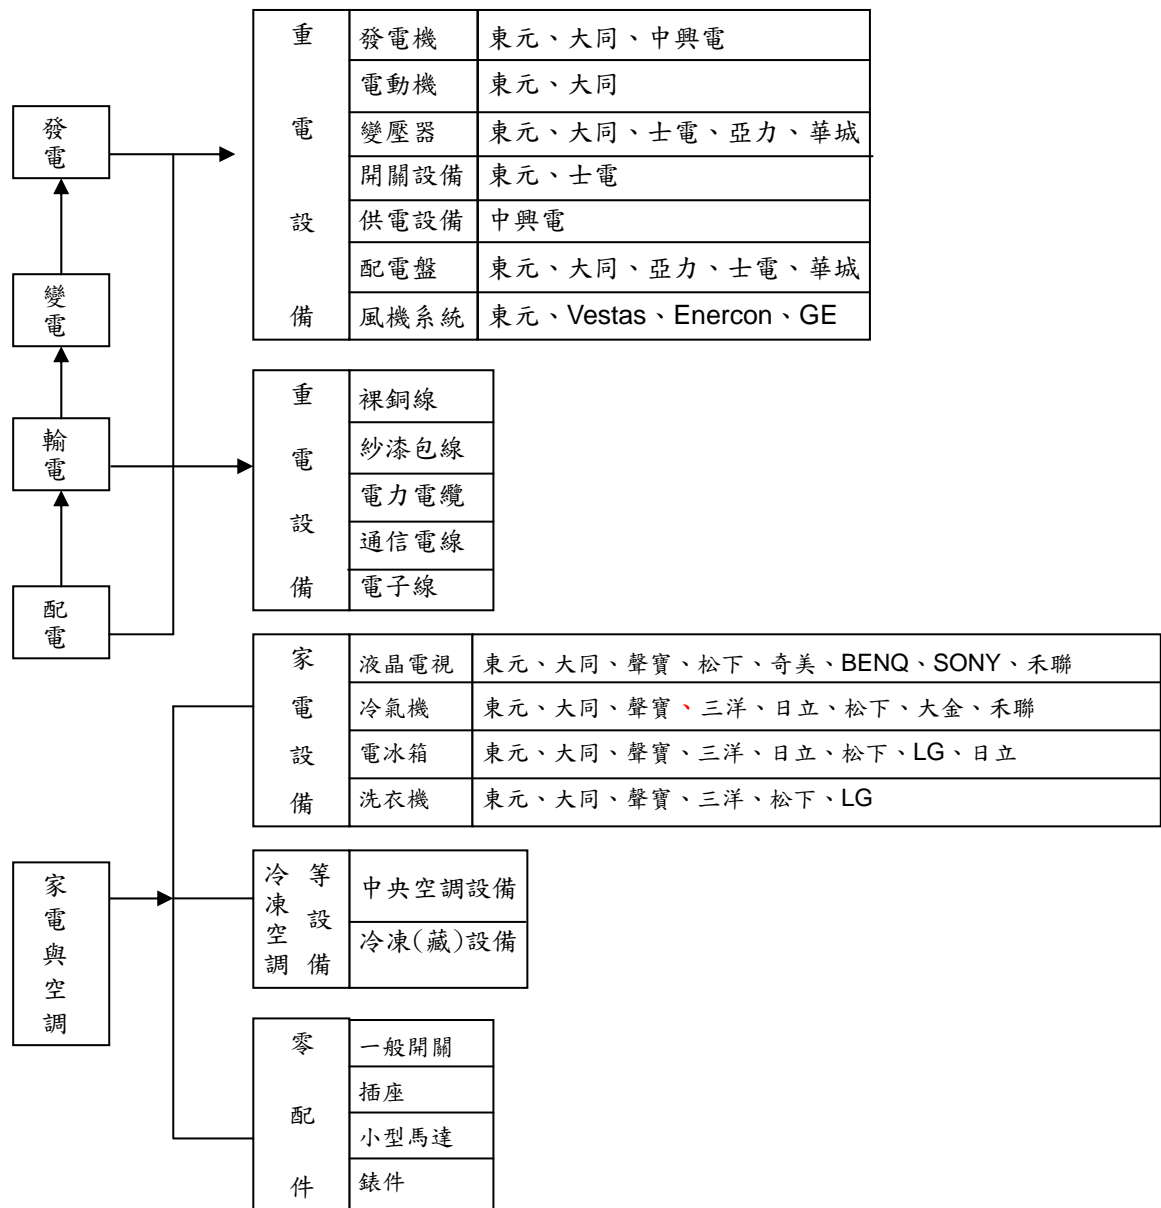 發電
變電
輸電
配電
重電設備
發電機 東元、大同、中興電
電動機 東元、大同
變壓器 東元、大同、士電、亞力、華城
開關設備 東元、士電
供電設備 中興電
配電盤 東元、大同、亞力、士電、華城
風機系統 東元、Vestas、Enercon、GE
重電設備
裸銅線
紗漆包線
電力電纜
通信電線
電子線
家電與空調
家電設備
液晶電視 東元、大同、聲寶、松下、奇美、BENQ、SONY、禾聯
冷氣機 東元、大同、聲寶、三洋、日立、松下、大金、禾聯
電冰箱 東元、大同、聲寶、三洋、日立、松下、LG、日立
洗衣機 東元、大同、聲寶、三洋、松下、LG
冷凍空調等設備
中央空調設備
冷凍(藏)設備
零配件
一般開關
插座
小型馬達
錶件